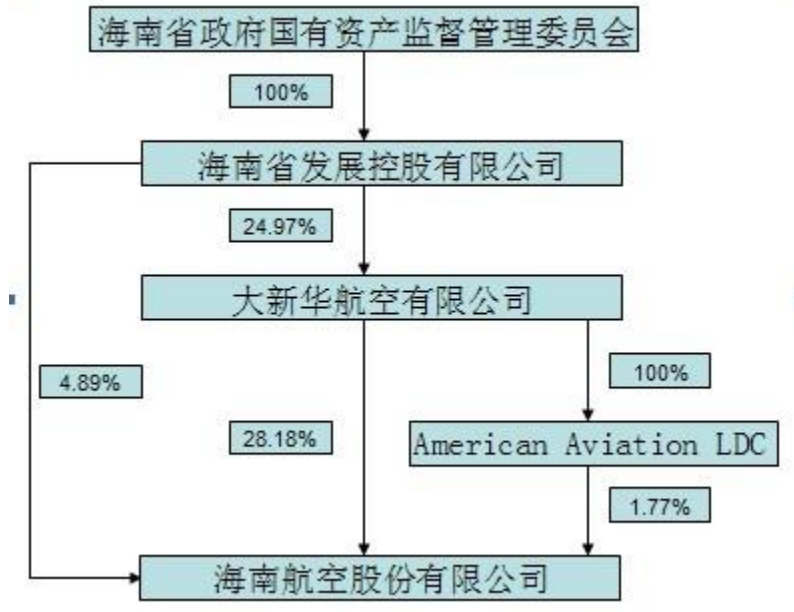 海南省政府国有资产监督管理委员会
100%
海南省发展控股有限公司
24.97%
大新华航空有限公司
4.89%
28.18%
100%
American Aviation LDC
1.77%
海南航空股份有限公司